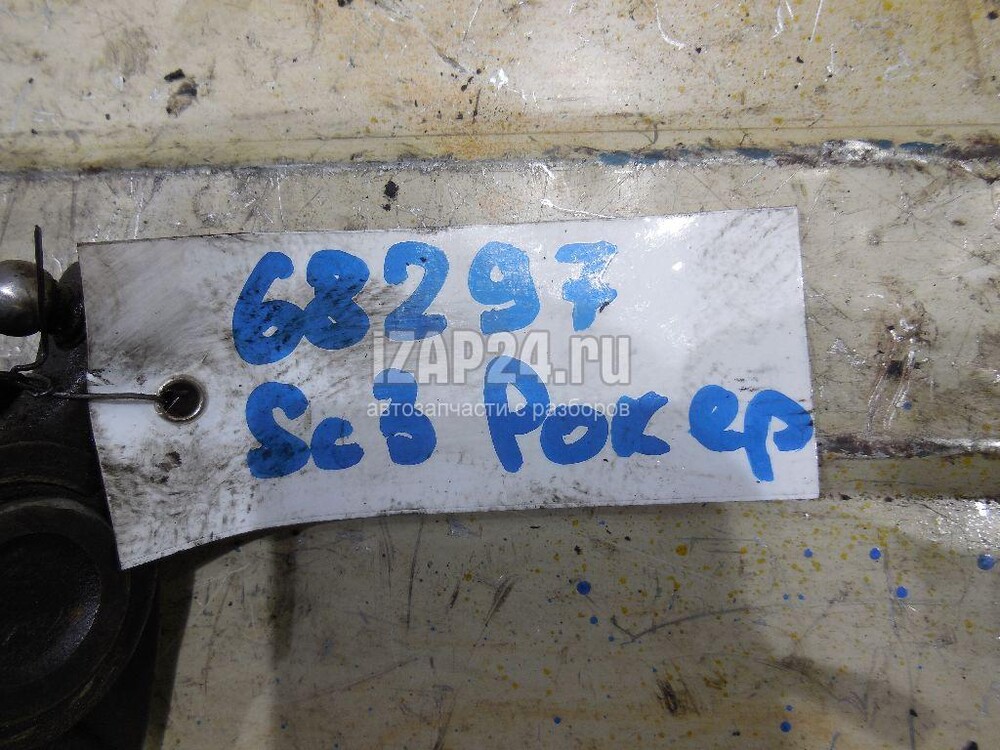 68297
iZAP24.ru
автозапчасти с разборов
Sc3 Рокер